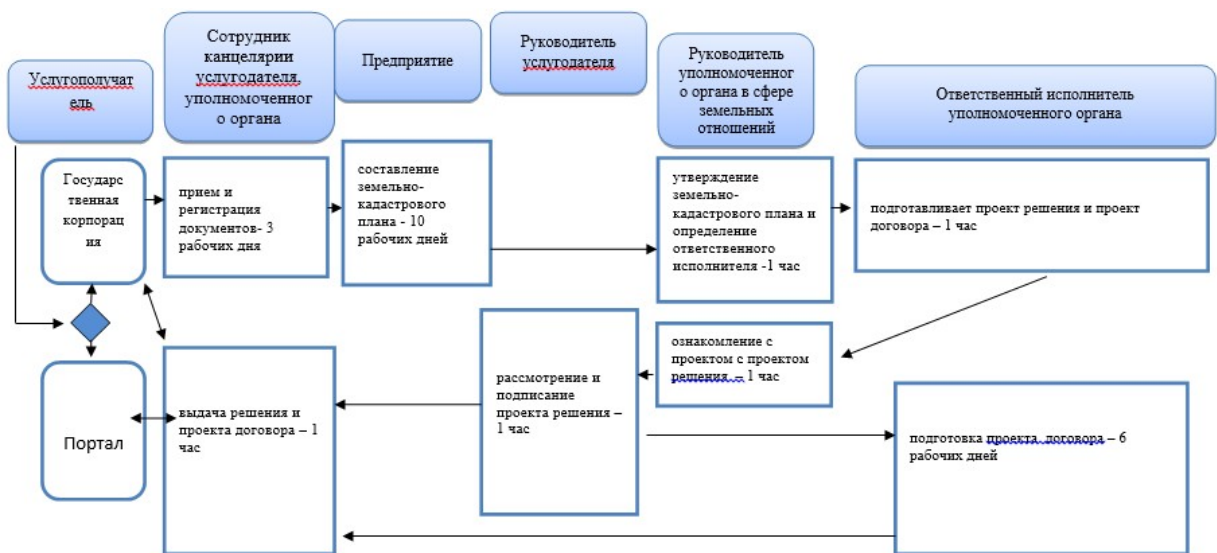 Услугополучат
ель
Сотрудник
канцелярии
услугодателя,
уполномоченног
о органа
Предприятие
Руководитель
услугодателя
Руководитель
уполномоченног
о органа в сфере
земельных
отношений
Ответственный исполнитель
уполномоченного органа
Государс
твенная
корпорац
ия
прием и
регистрация
документов- 3
рабочих дня
составление
земельно-
кадастрового
плана - 10
рабочих дней
утверждение
земельно-
кадастрового плана и
определение
ответственного
исполнителя -1 час
подготавливает проект решения и проект
договора – 1 час
Портал
выдача решения и
проекта договора – 1
час
рассмотрение и
подписание
проекта решения –
1 час
ознакомление с
проектом с проектом
решения – 1 час
подготовка проекта договора – 6
рабочих дней